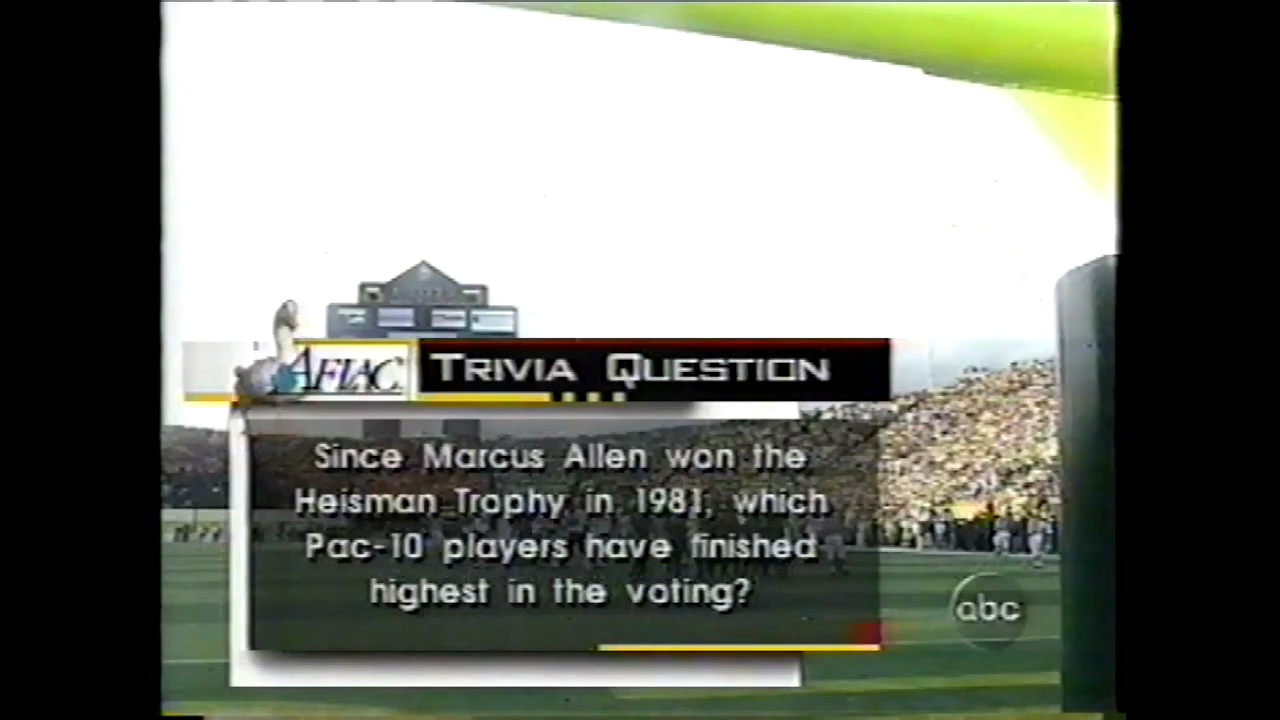 AFLAC
TRIVIA QUESTION
Since Marcus Allen won the
Heisman Trophy in 1981, which
Pac-10 players have finished
highest in the voting?
abc